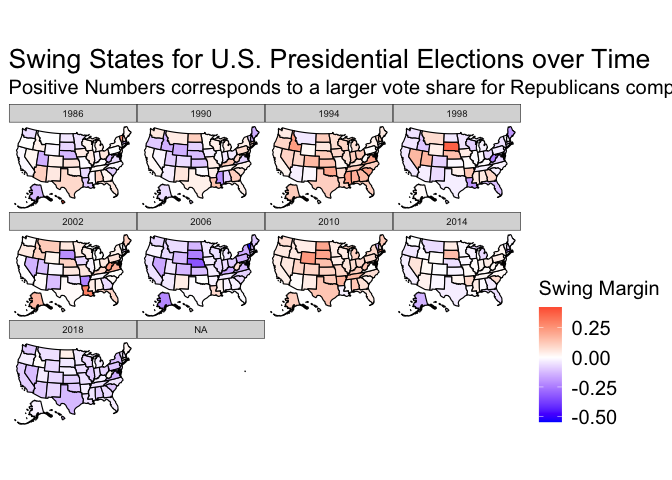 Swing States for U.S. Presidential Elections over Time
Positive Numbers corresponds to a larger vote share for Republicans comp
1986 1990 1994 1998
2002 2006 2010 2014
2018 NA
Swing Margin
0.25
0.00
-0.25
-0.50